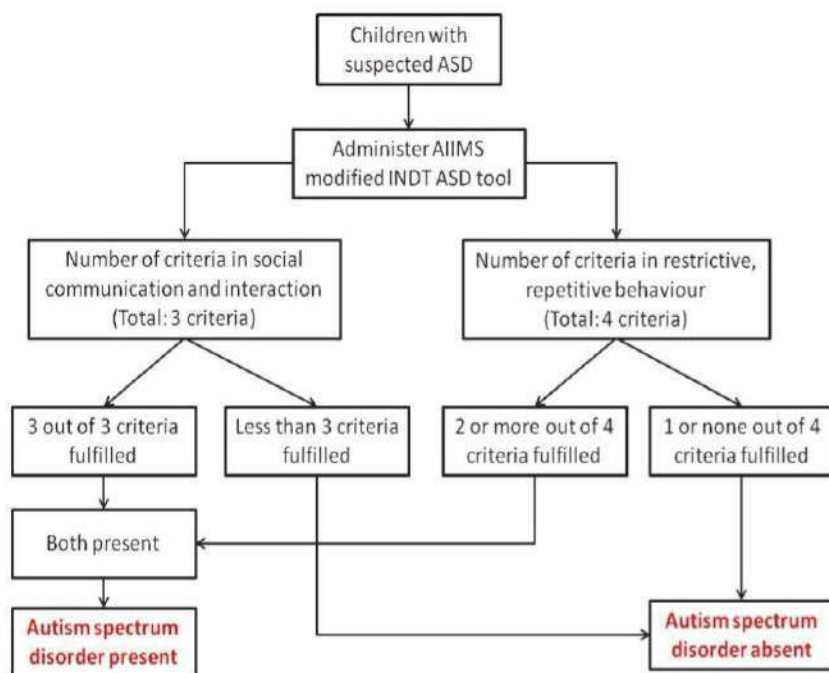 Children with
suspected ASD
Administer AIIMS
modified INDT ASD tool
Number of criteria in social
communication and interaction
(Total: 3 criteria)
Number of criteria in restrictive,
repetitive behaviour
(Total: 4 criteria)
3 out of 3 criteria
fulfilled
Less than 3 criteria
fulfilled
2 or more out of 4
criteria fulfilled
1 or none out of 4
criteria fulfilled
Both present
Autism spectrum
disorder present
Autism spectrum
disorder absent